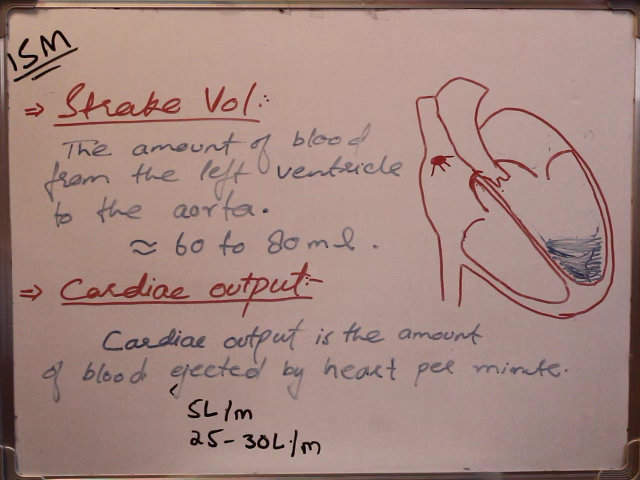 ISM
⇒ Stroke Vol:
The amount of blood
from the left ventricle
to the aorta.
≈ 60 to 80 ml.
⇒ Cardiac output:-
Cardiac output is the amount
of blood ejected by heart per minute.
5L/m
25-30L/m